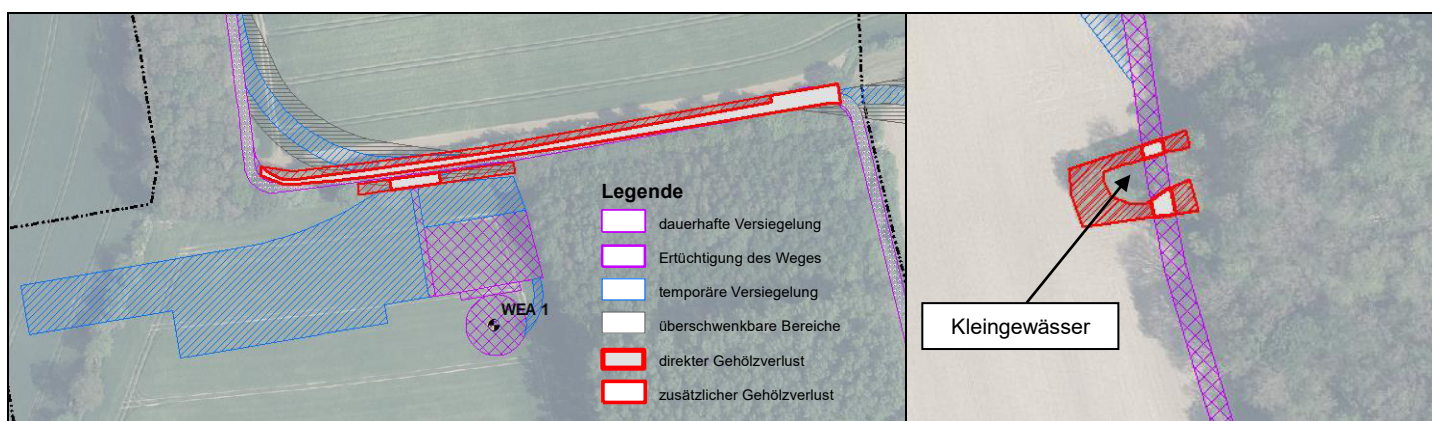 WEA 1
Legende
dauerhafte Versiegelung
Ertüchtigung des Weges
temporäre Versiegelung
überschwenkbare Bereiche
direkter Gehölzverlust
zusätzlicher Gehölzverlust
Kleingewässer